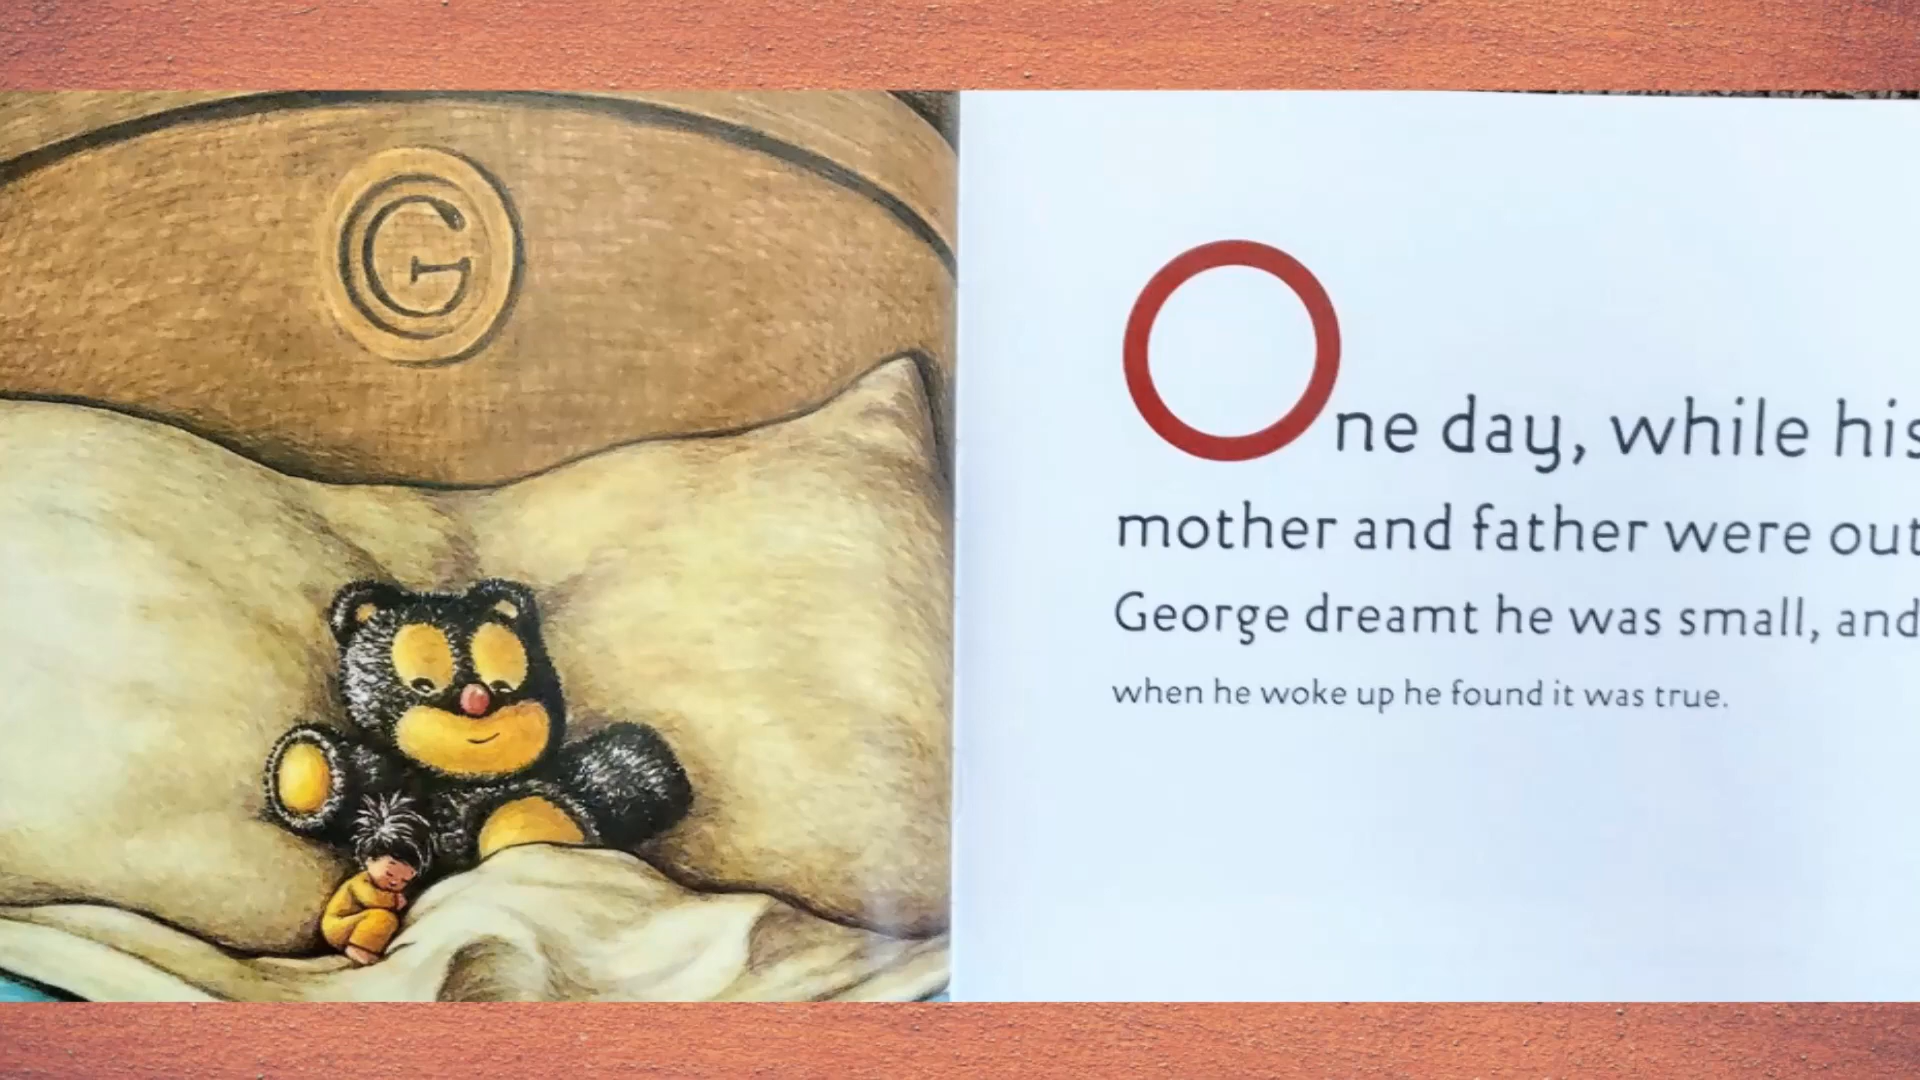 G
One day, while his
mother and father were out
George dreamt he was small, and
when he woke up he found it was true.